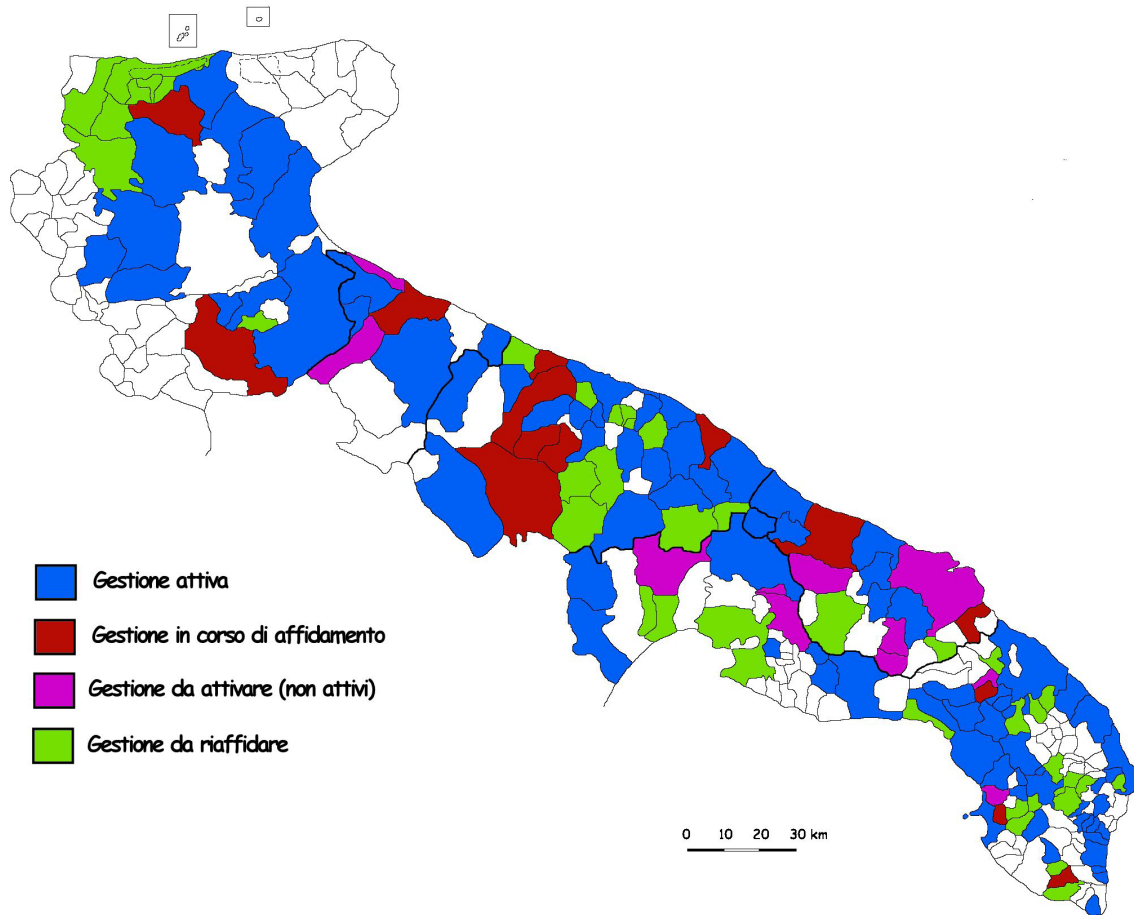 Gestione attiva
Gestione in corso di affidamento
Gestione da attivare (non attivi)
Gestione da riaffidare
0 10 20 30 km